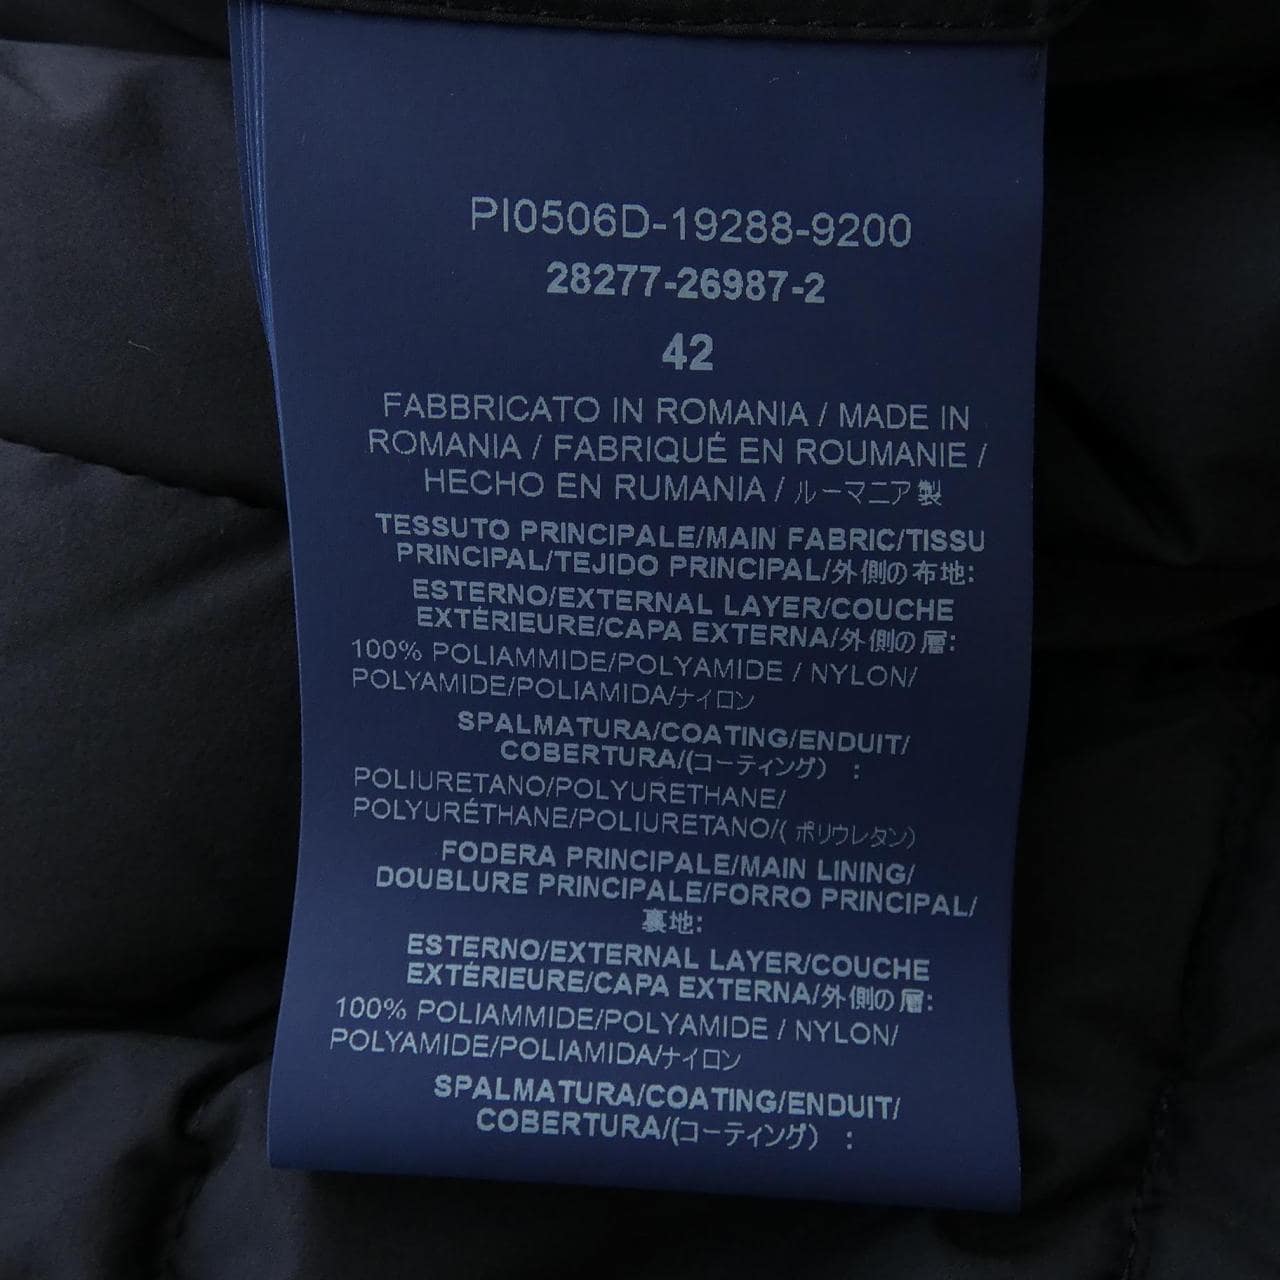 PI0506D-19288-9200
28277-26987-2
42
FABBRICATO IN ROMANIA / MADE IN
ROMANIA / FABRIQUÉ EN ROUMANIE /
HECHO EN RUMANIA / ルーマニア製
TESSUTO PRINCIPALE/MAIN FABRIC/TISSU
PRINCIPAL/TEJIDO PRINCIPAL/外側の布地:
ESTERNO/EXTERNAL LAYER/COUCHE
EXTÉRIEURE/CAPA EXTERNA/外側の層:
100% POLIAMMIDE/POLYAMIDE / NYLON/
POLYAMIDE/POLIAMIDA/ナイロン
SPALMATURA/COATING/ENDUIT/
COBERTURA/(コーティング) :
POLIURETANO/POLYURETHANE/
POLYURÉTHANE/POLIURETANO/( ポリウレタン)
FODERA PRINCIPALE/MAIN LINING/
DOUBLURE PRINCIPALE/FORRO PRINCIPAL/
裏地:
ESTERNO/EXTERNAL LAYER/COUCHE
EXTÉRIEURE/CAPA EXTERNA/外側の層:
100% POLIAMMIDE/POLYAMIDE / NYLON/
POLYAMIDE/POLIAMIDA/ナイロン
SPALMATURA/COATING/ENDUIT/
COBERTURA/(コーティング) :